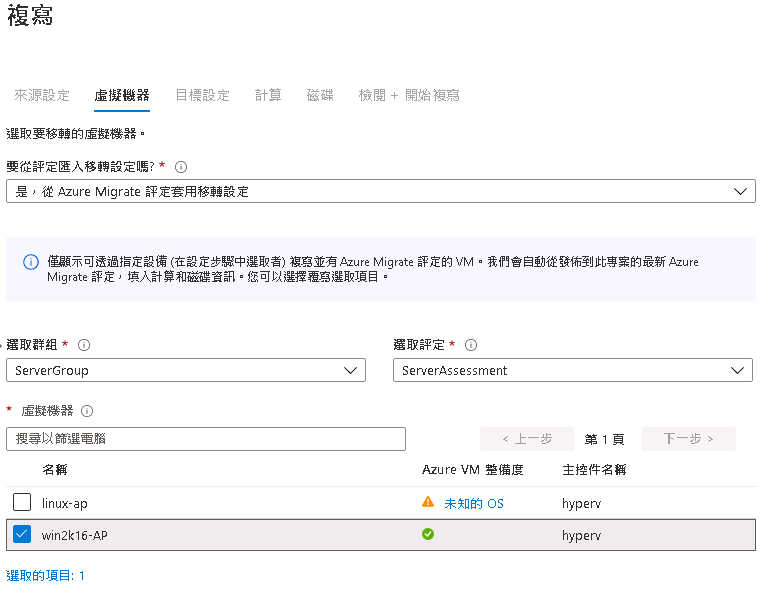 複寫
來源設定 虛擬機器 目標設定 計算 磁碟 檢閱 + 開始複寫
選取要移轉的虛擬機器。
要從評定匯入移轉設定嗎? *
是，從 Azure Migrate 評定套用移轉設定
僅顯示可透過指定設備 (在設定步驟中選取者) 複寫並有 Azure Migrate 評定的 VM。我們會自動從發佈到此專案的最新 Azure
Migrate 評定，填入計算和磁碟資訊。您可以選擇覆寫選取項目。
選取群組 * 選取評定 *
ServerGroup ServerAssessment
* 虛擬機器
搜尋以篩選電腦 < 上一步 第 1 頁 下一步 >
名稱 Azure VM 整備度 主控件名稱
linux-ap 未知的 OS hyperv
win2k16-AP hyperv
選取的項目: 1